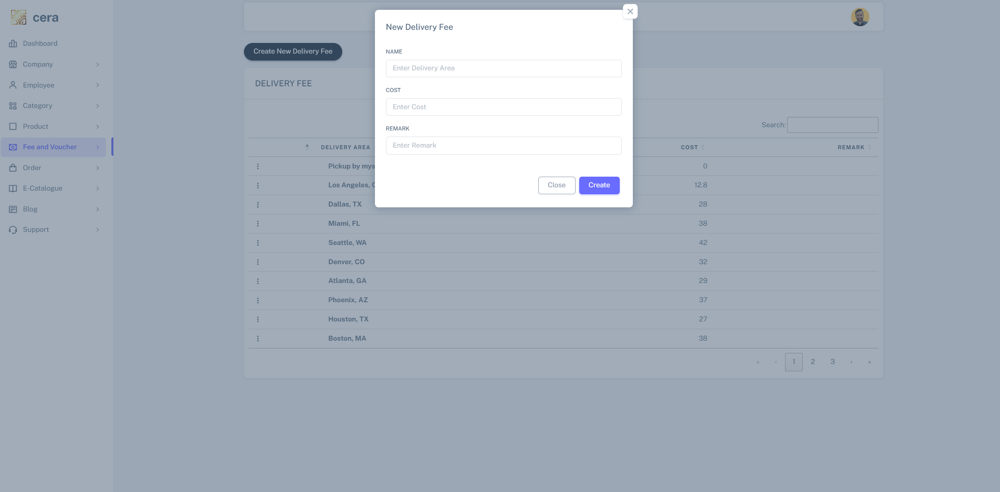 cera
Dashboard
Company
Employee
Category
Product
Fee and Voucher
Order
E-Catalogue
Blog
Support
Create New Delivery Fee
DELIVERY FEE
Search:
DELIVERY AREA COST REMARK
Pickup by mys 0
Los Angeles, 12.8
Dallas, TX 28
Miami, FL 38
Seattle, WA 42
Denver, CO 32
Atlanta, GA 29
Phoenix, AZ 37
Houston, TX 27
Boston, MA 38
« ‹ 1 2 3 › »
New Delivery Fee
NAME
Enter Delivery Area
COST
Enter Cost
REMARK
Enter Remark
Close Create